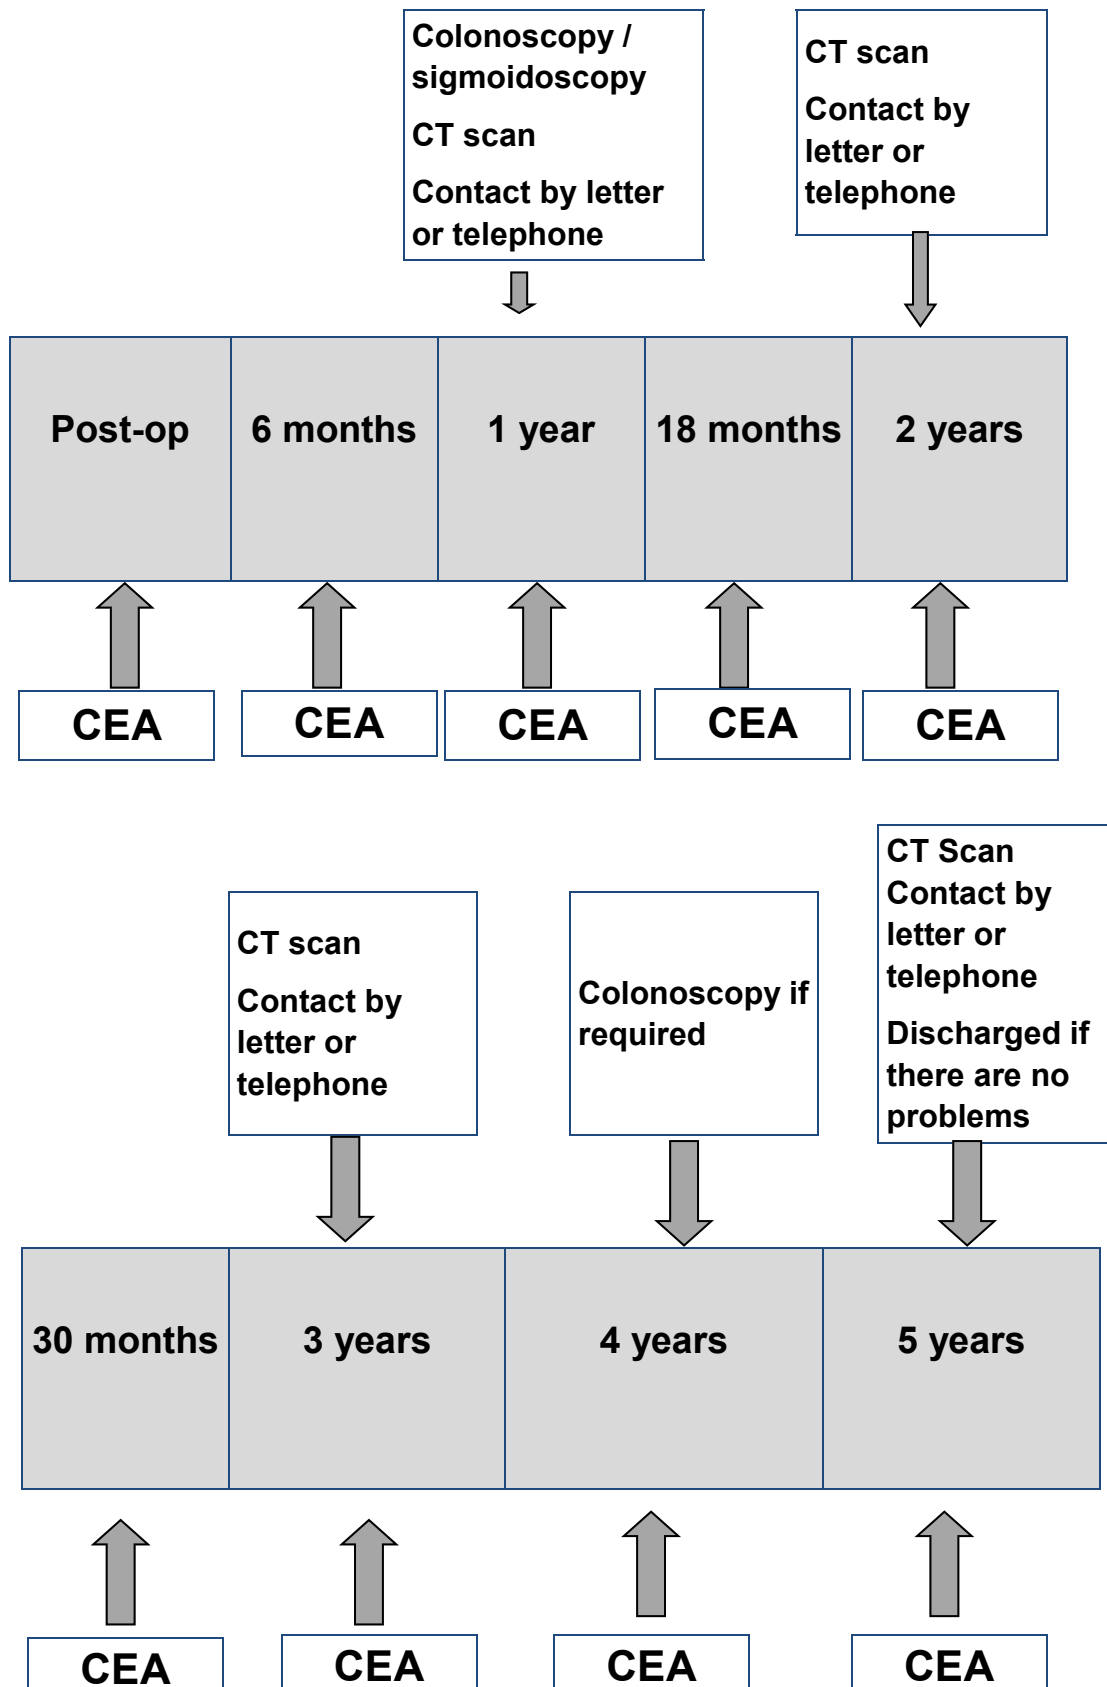 Colonoscopy /
sigmoidoscopy
CT scan
Contact by letter
or telephone
CT scan
Contact by
letter or
telephone
Post-op
6 months
1 year
18 months
2 years
CEA
CEA
CEA
CEA
CEA
CT scan
Contact by
letter or
telephone
Colonoscopy if
required
CT Scan
Contact by
letter or
telephone
Discharged if
there are no
problems
30 months
3 years
4 years
5 years
CEA
CEA
CEA
CEA